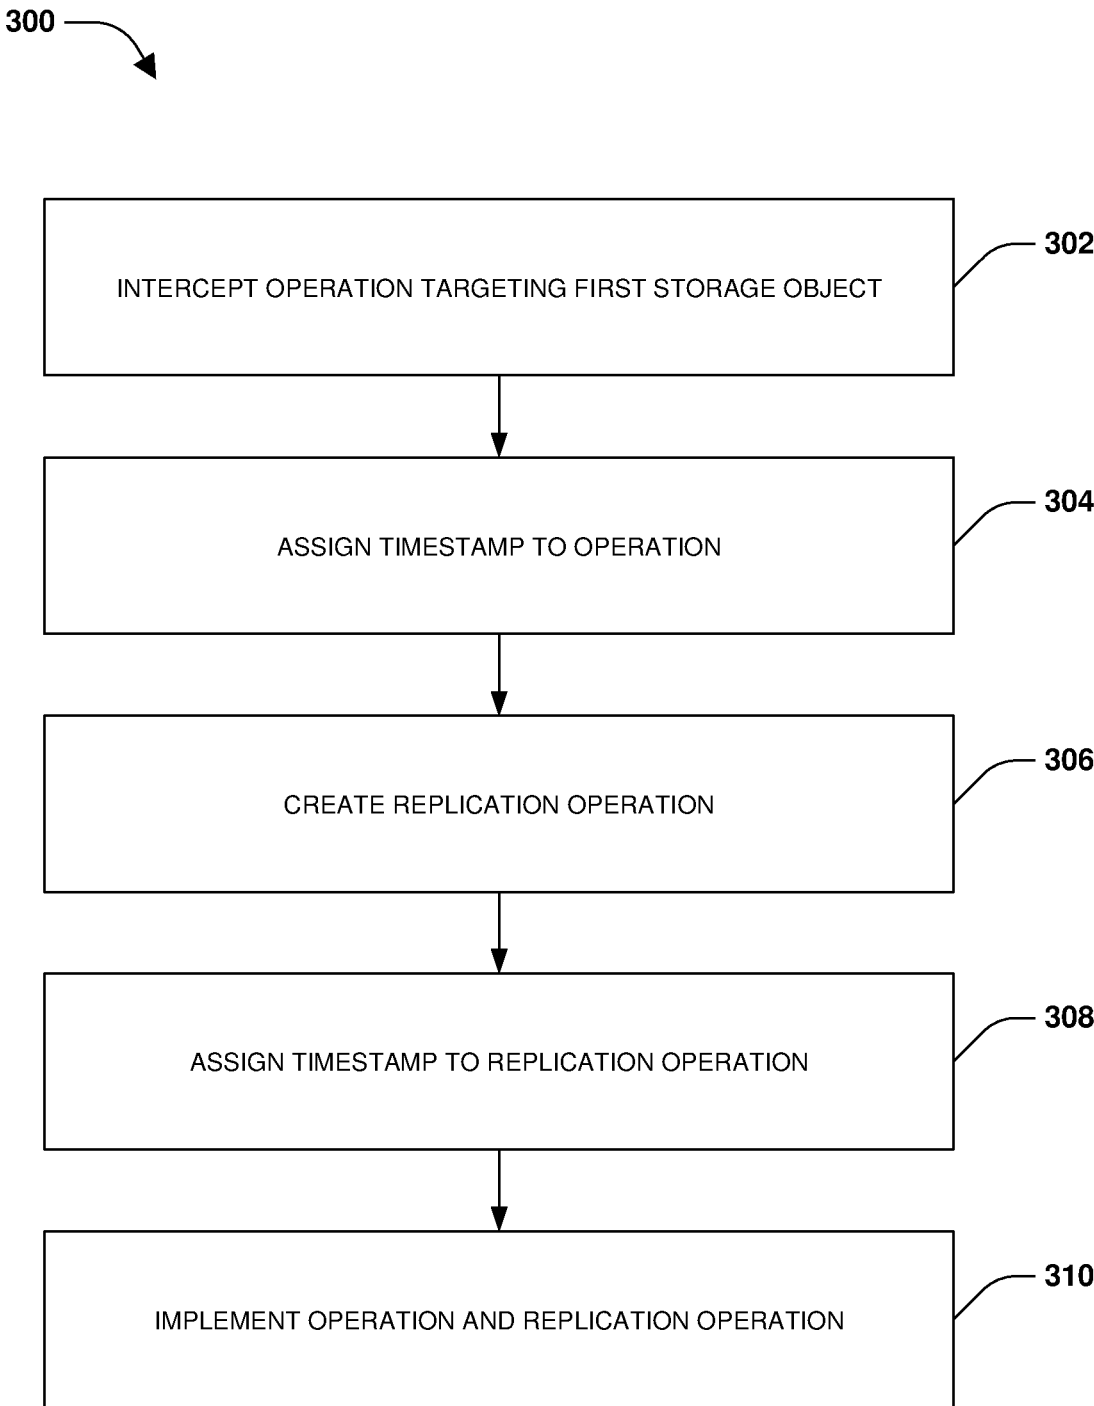 300
INTERCEPT OPERATION TARGETING FIRST STORAGE OBJECT
302
ASSIGN TIMESTAMP TO OPERATION
304
CREATE REPLICATION OPERATION
306
ASSIGN TIMESTAMP TO REPLICATION OPERATION
308
IMPLEMENT OPERATION AND REPLICATION OPERATION
310